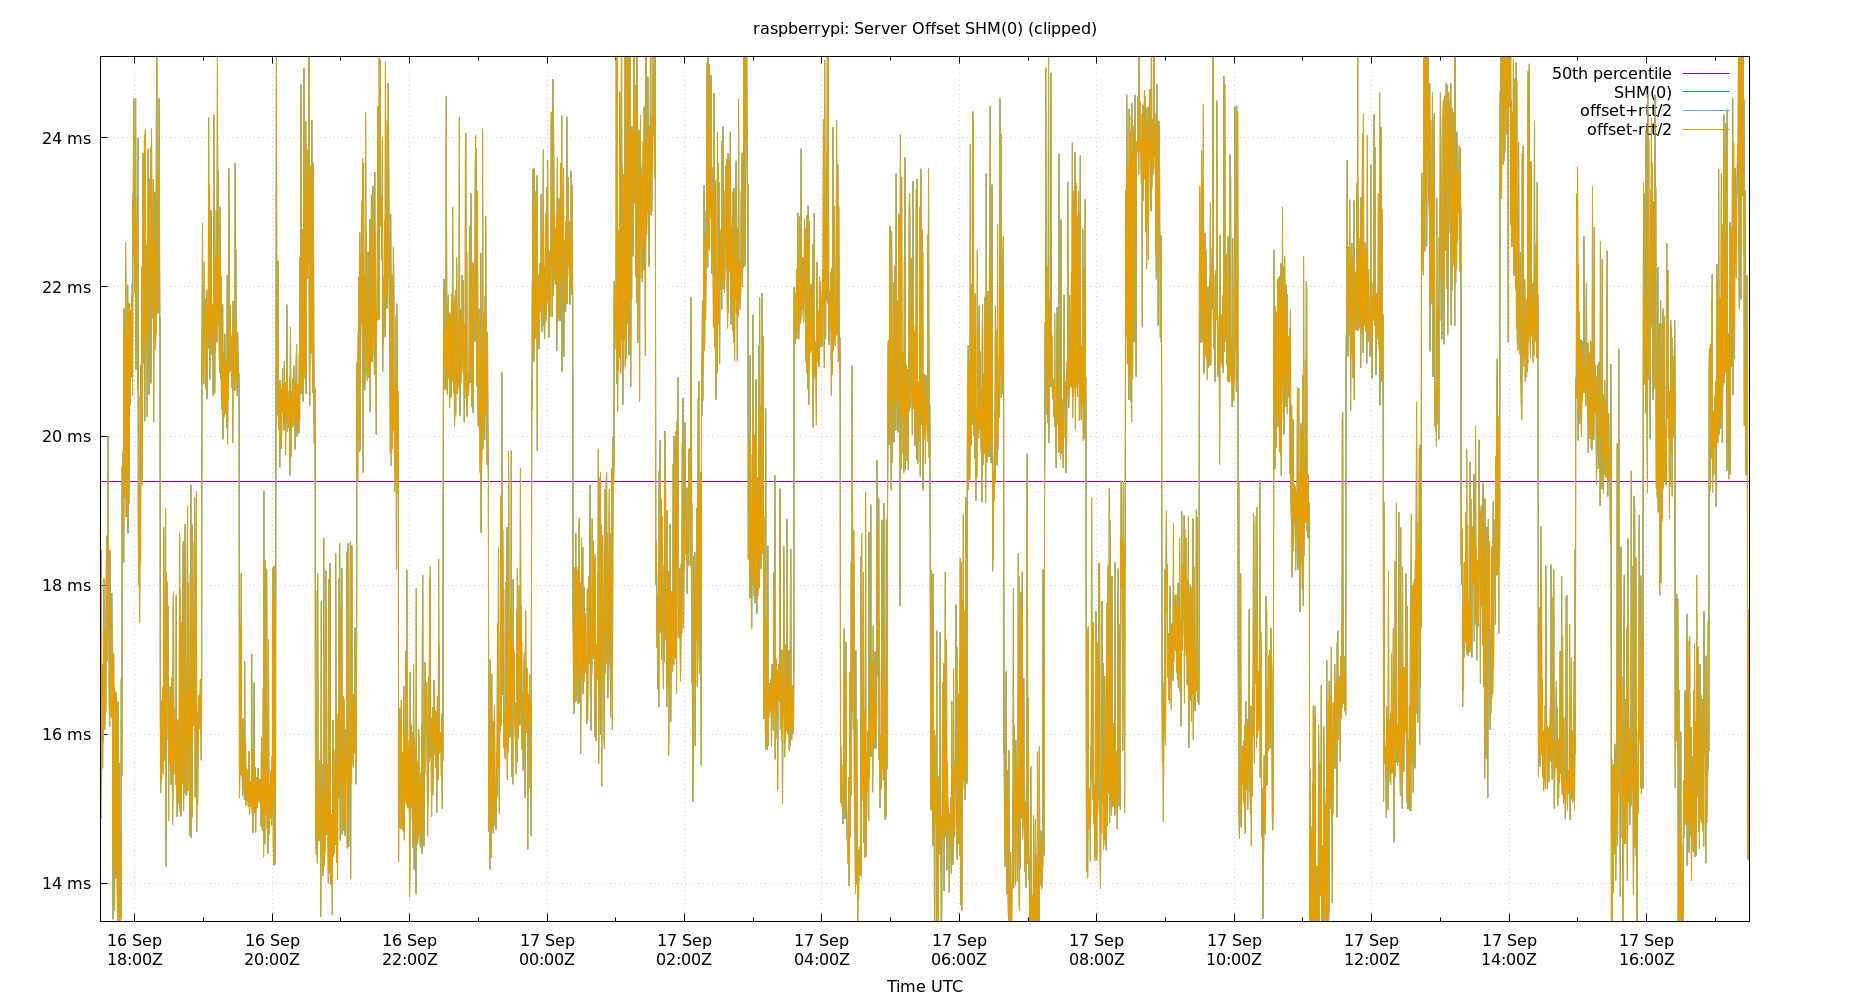 raspberrypi: Server Offset SHM(0) (clipped)
50th percentile
SHM(0)
offset+rtt/2
offset-rtt/2
24 ms
22 ms
20 ms
18 ms
16 ms
14 ms
16 Sep 16 Sep 16 Sep 17 Sep 17 Sep 17 Sep 17 Sep 17 Sep 17 Sep 17 Sep 17 Sep 17 Sep
18:00Z 20:00Z 22:00Z 00:00Z 02:00Z 04:00Z 06:00Z 08:00Z 10:00Z 12:00Z 14:00Z 16:00Z
Time UTC